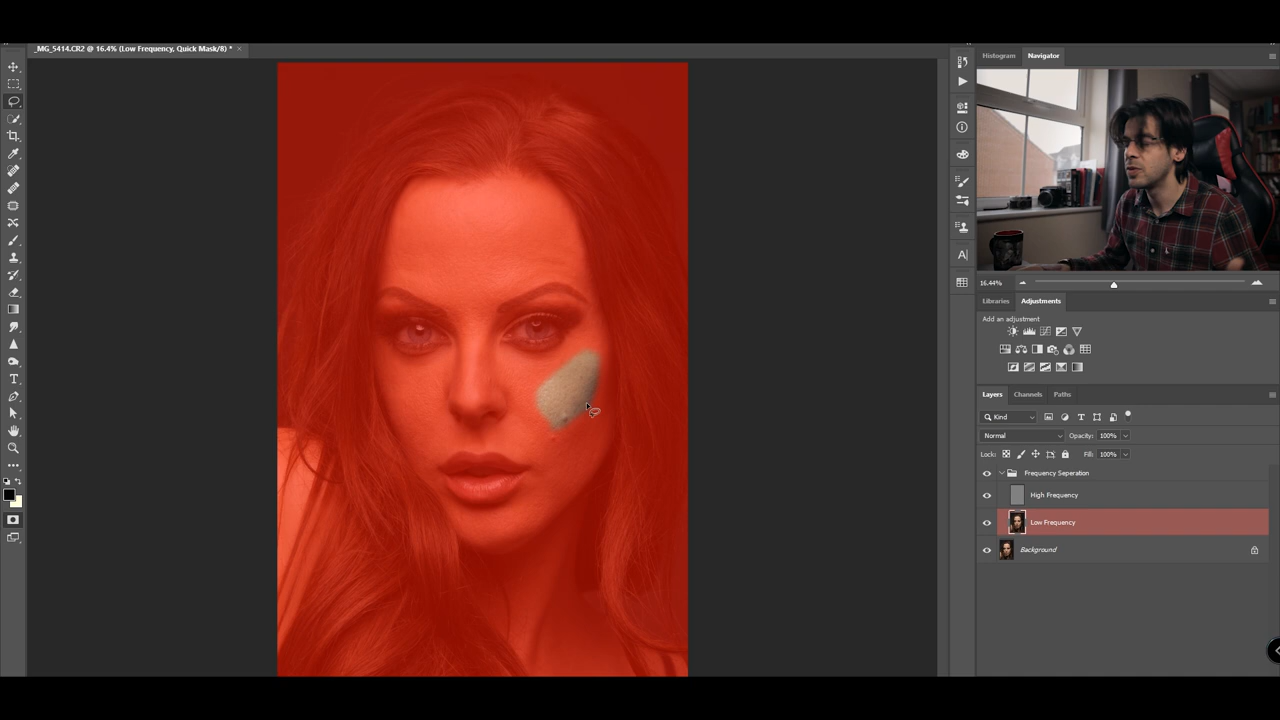 _MG_5414.CR2 @ 16.4% (Low Frequency, Quick Mask/8) * ×
Histogram Navigator
16.44%
Libraries Adjustments
Add an adjustment
Layers Channels Paths
Kind
Normal Opacity: 100%
Lock: Fill: 100%
Frequency Seperation
High Frequency
Low Frequency
Background